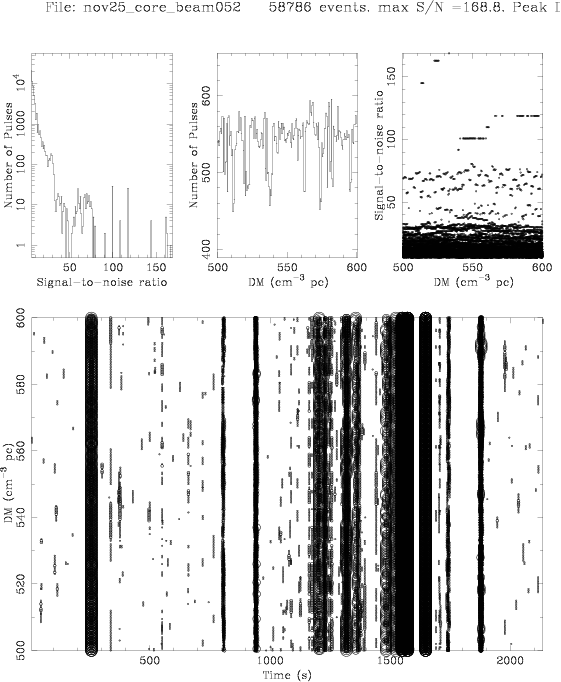 File: nov25_core_beam052 58786 events. max S/N =168.8. Peak
Number of Pulses
10⁴
1000
100
10
1
50 100 150
Signal-to-noise ratio
Number of Pulses
600
500
400
500 550 600
DM (cm⁻³ pc)
Signal-to-noise ratio
150
100
50
500 550 600
DM (cm⁻³ pc)
DM (cm⁻³ pc)
600
580
560
540
520
500
500 1000 1500 2000
Time (s)